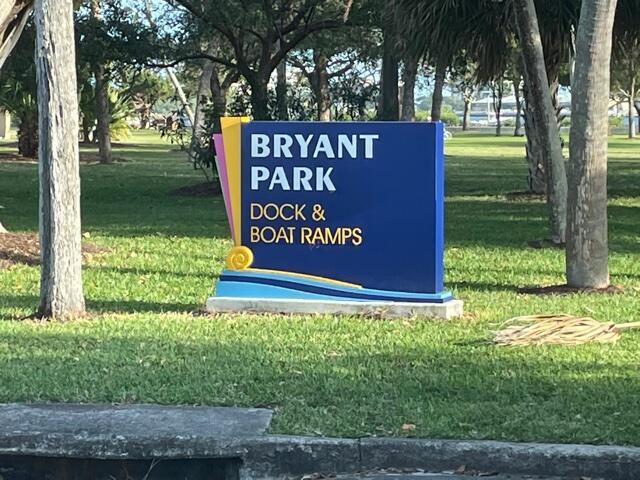 BRYANT
PARK
DOCK &
BOAT RAMPS